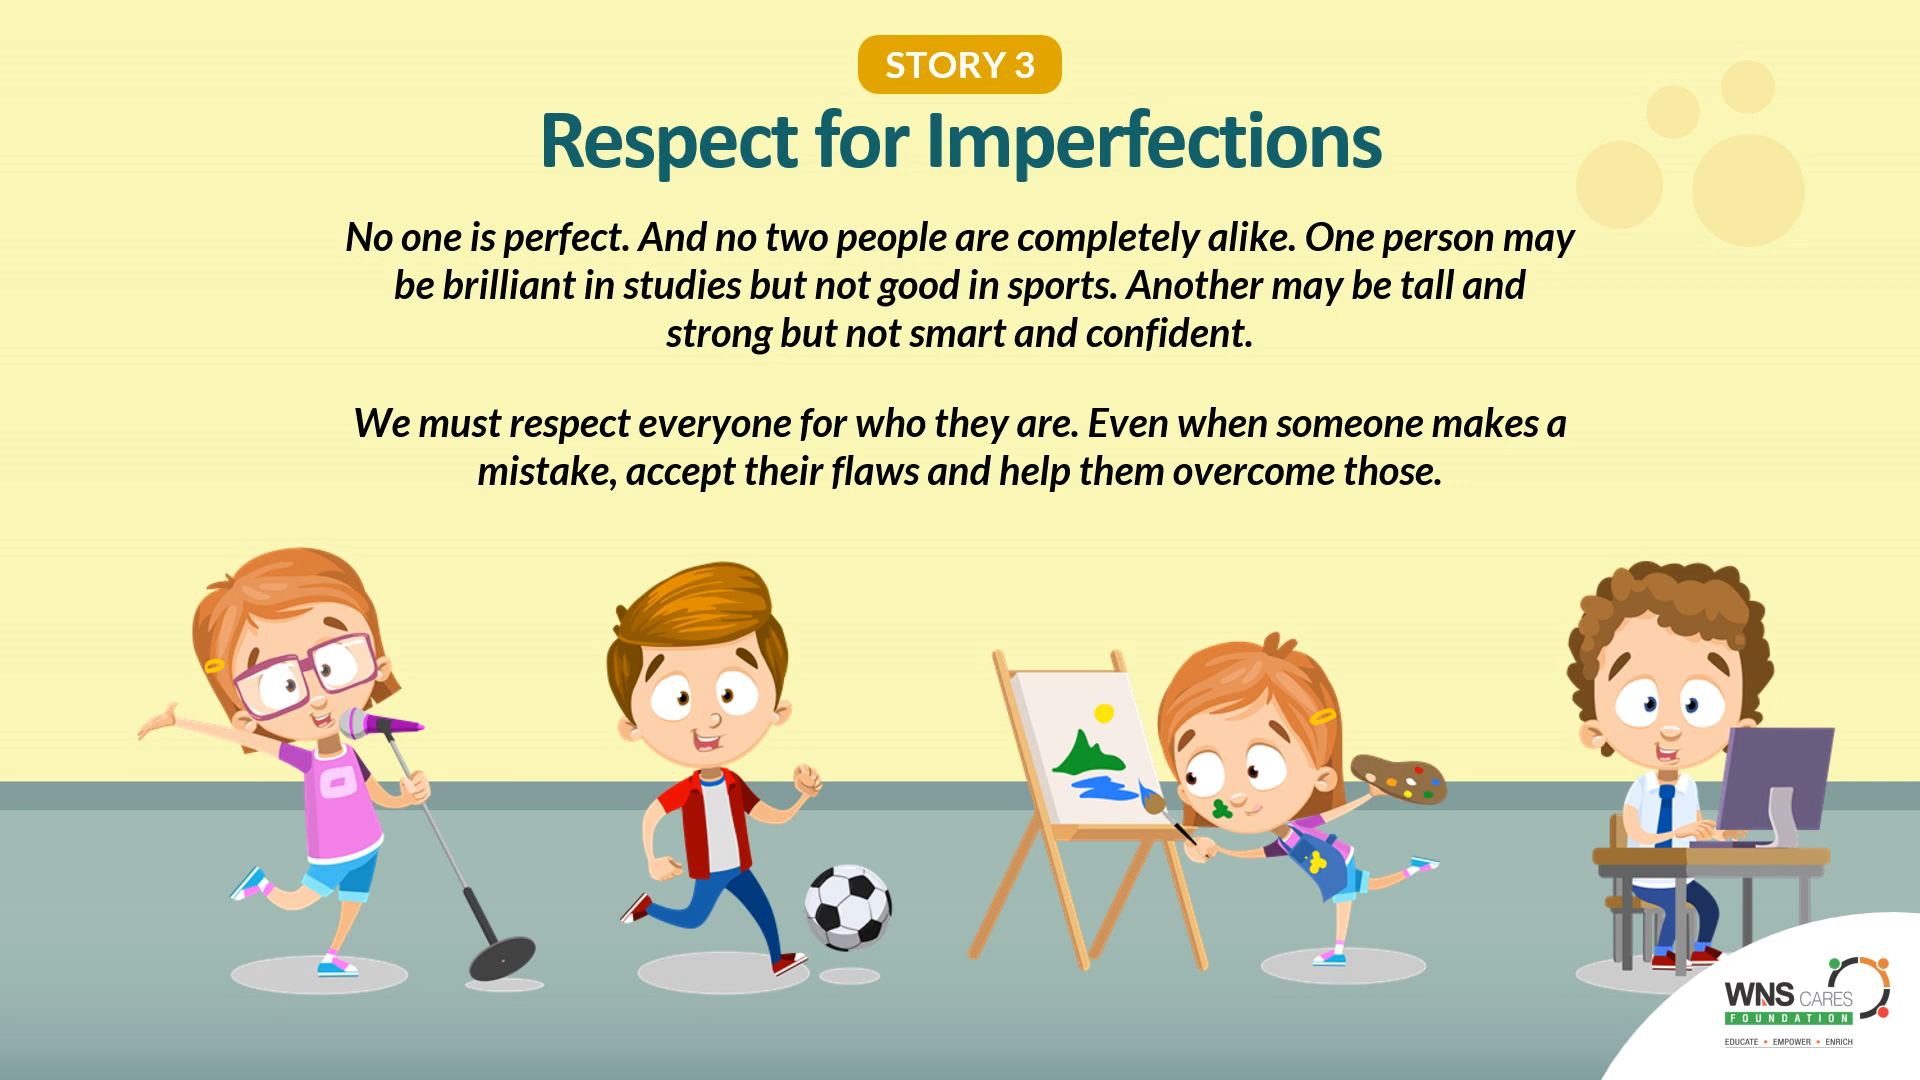 STORY 3
Respect for Imperfections
No one is perfect. And no two people are completely alike. One person may
be brilliant in studies but not good in sports. Another may be tall and
strong but not smart and confident.
We must respect everyone for who they are. Even when someone makes a
mistake, accept their flaws and help them overcome those.
WNS CARES
FOUNDATION
EDUCATE • EMPOWER • ENRICH